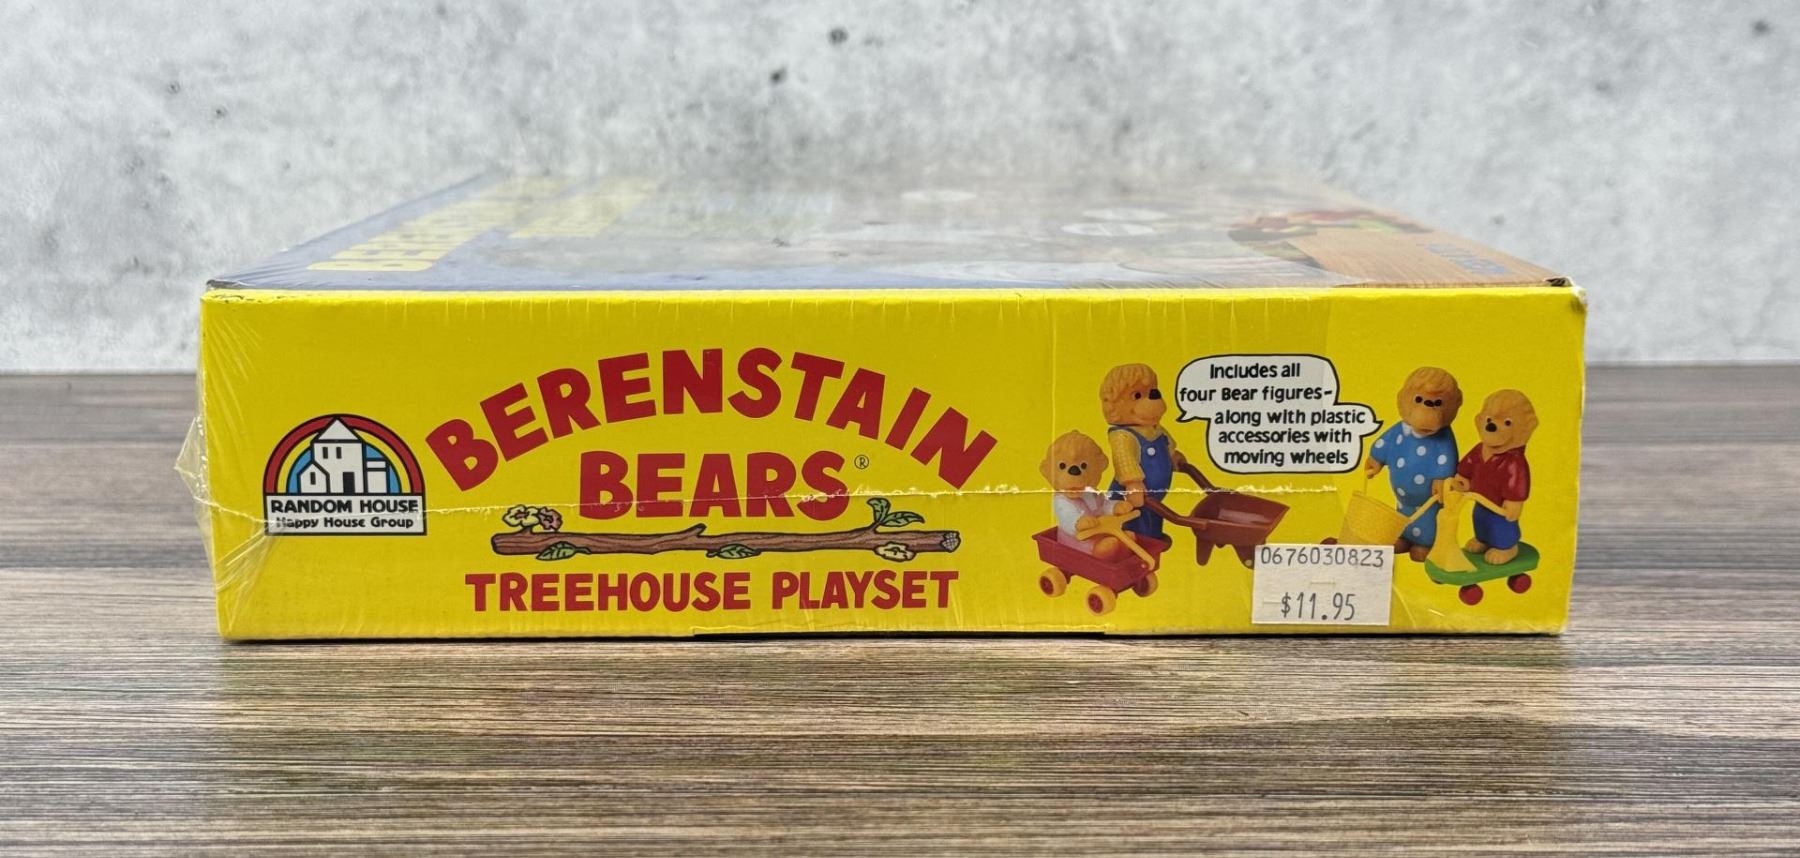 RANDOM HOUSE
Happy House Group
BERENSTAIN
BEARS®
TREEHOUSE PLAYSET
Includes all
four Bear figures-
along with plastic
accessories with
moving wheels
0676030823
$11.95